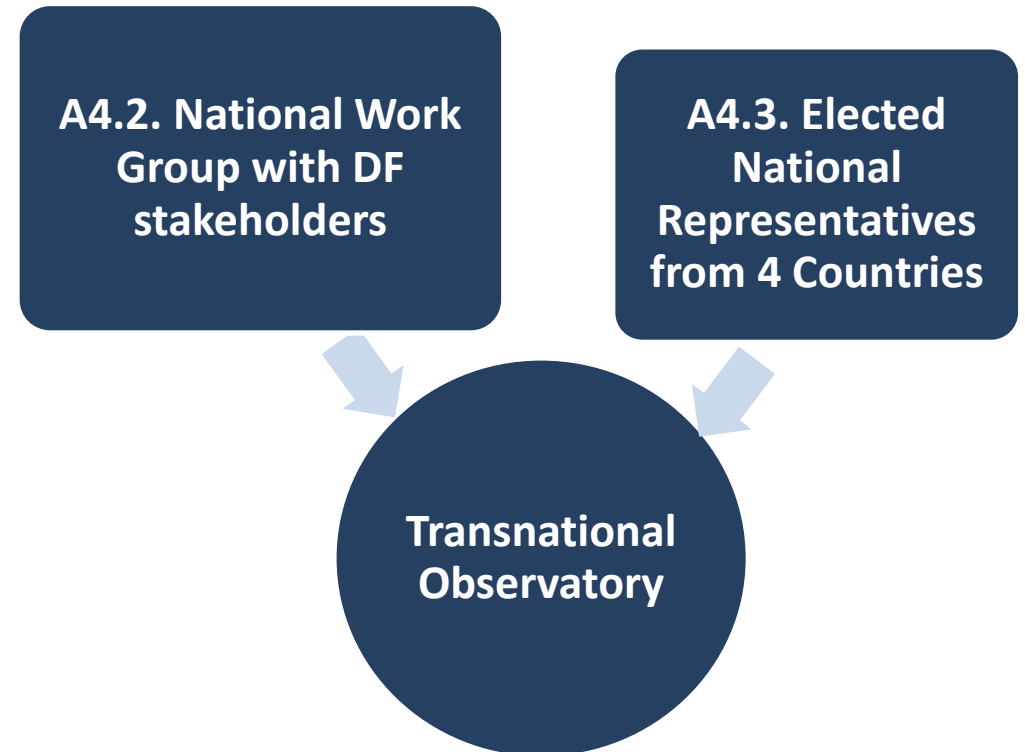 A4.2. National Work
Group with DF
stakeholders
A4.3. Elected
National
Representatives
from 4 Countries
Transnational
Observatory